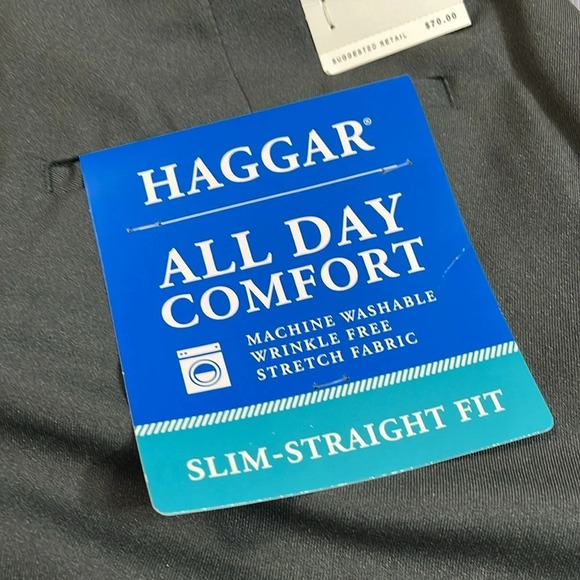 SUGGESTED RETAIL $70.00
HAGGAR®
ALL DAY
COMFORT
MACHINE WASHABLE
WRINKLE FREE
STRETCH FABRIC
SLIM-STRAIGHT FIT